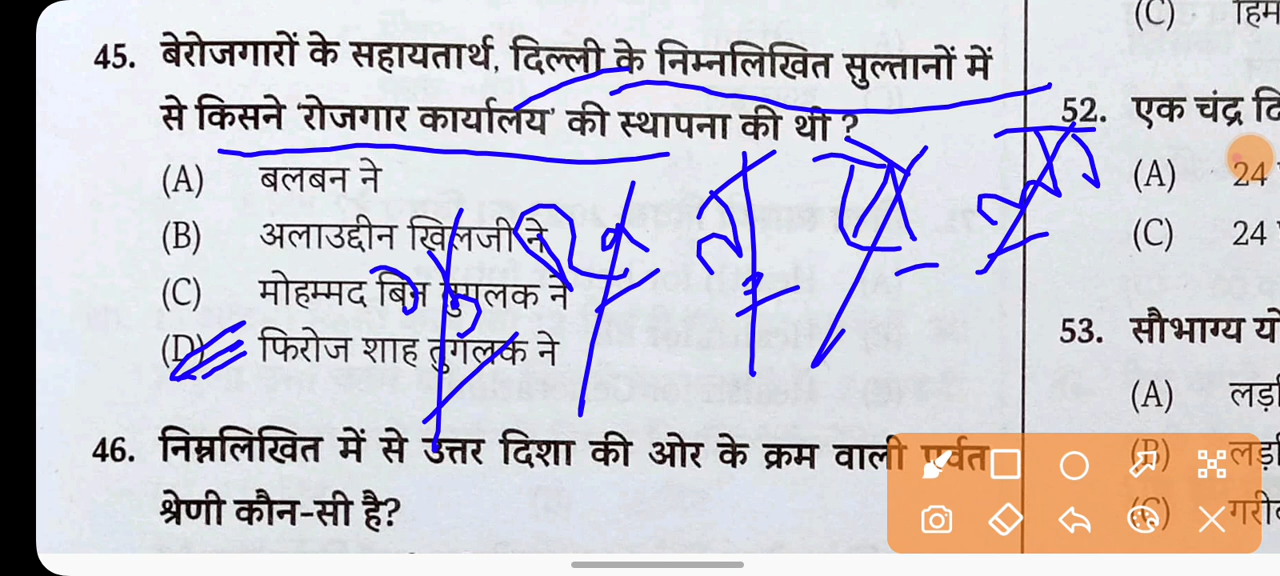 45. बेरोजगारों के सहायतार्थ, दिल्ली के निम्नलिखित सुल्तानों में
से किसने 'रोजगार कार्यालय' की स्थापना की थी ?
(A) बलबन ने
(B) अलाउद्दीन खिलजी ने
(C) मोहम्मद बिन तुगलक ने
(D) फिरोज शाह तुगलक ने
46. निम्नलिखित में से उत्तर दिशा की ओर के क्रम वाली पर्वत
श्रेणी कौन-सी है?
(C)
52. एक चंद्र
(A) 24
(C) 24
53. सौभाग्य
(A)
(B)
(C)